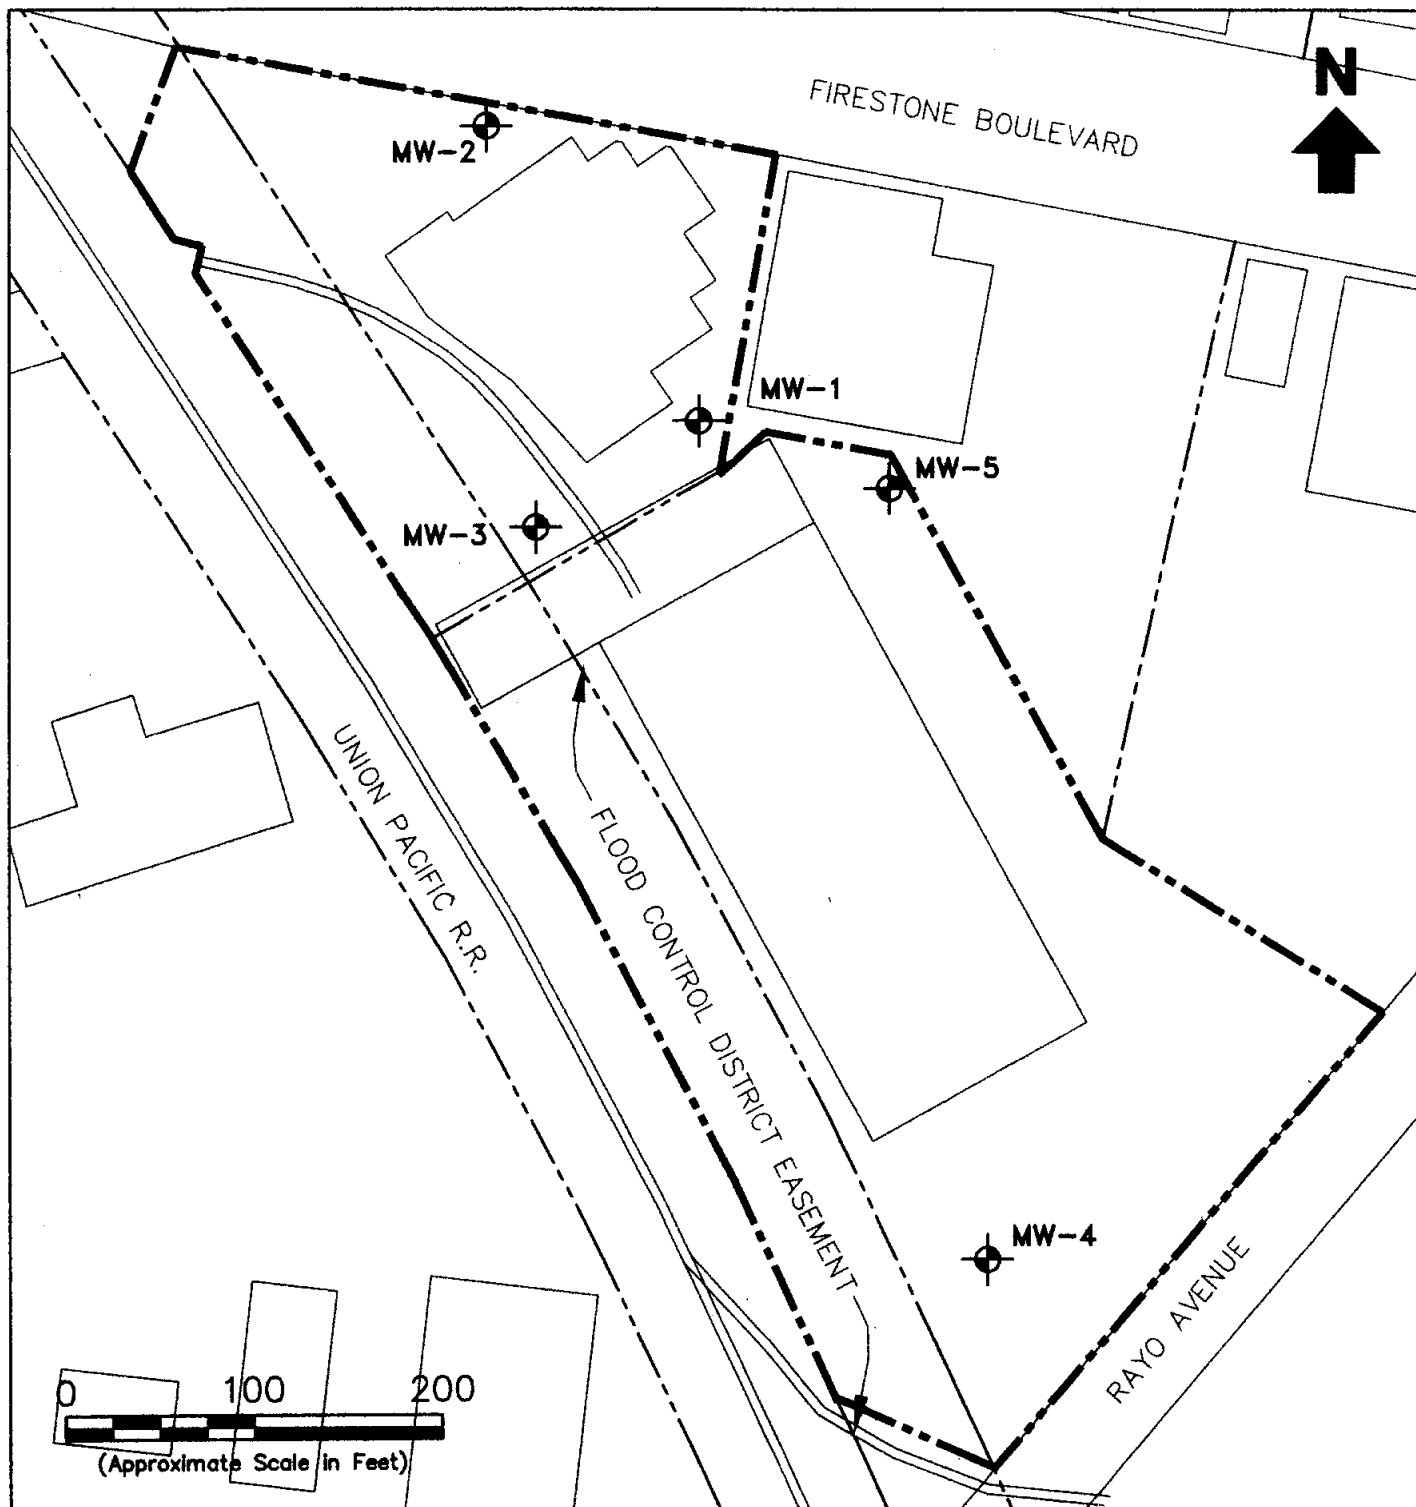 N
FIRESTONE BOULEVARD
MW-2
MW-1
MW-5
MW-3
UNION PACIFIC R.R.
FLOOD CONTROL DISTRICT EASEMENT
MW-4
RAYO AVENUE
0 100 200
(Approximate Scale in Feet)